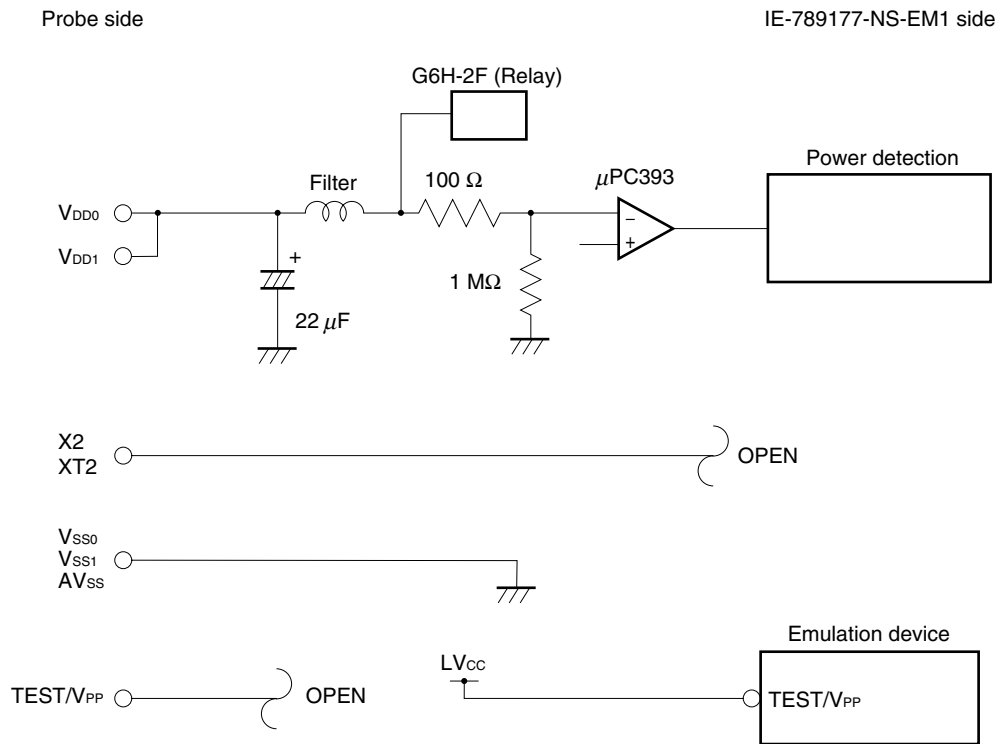 Probe side
IE-789177-NS-EM1 side
G6H-2F (Relay)
Power detection
Filter
100 Ω
μPC393
VDD0
VDD1
+
−
+
1 MΩ
22 μF
X2
XT2
OPEN
VSS0
VSS1
AVSS
Emulation device
LVCC
TEST/VPP
OPEN
TEST/VPP